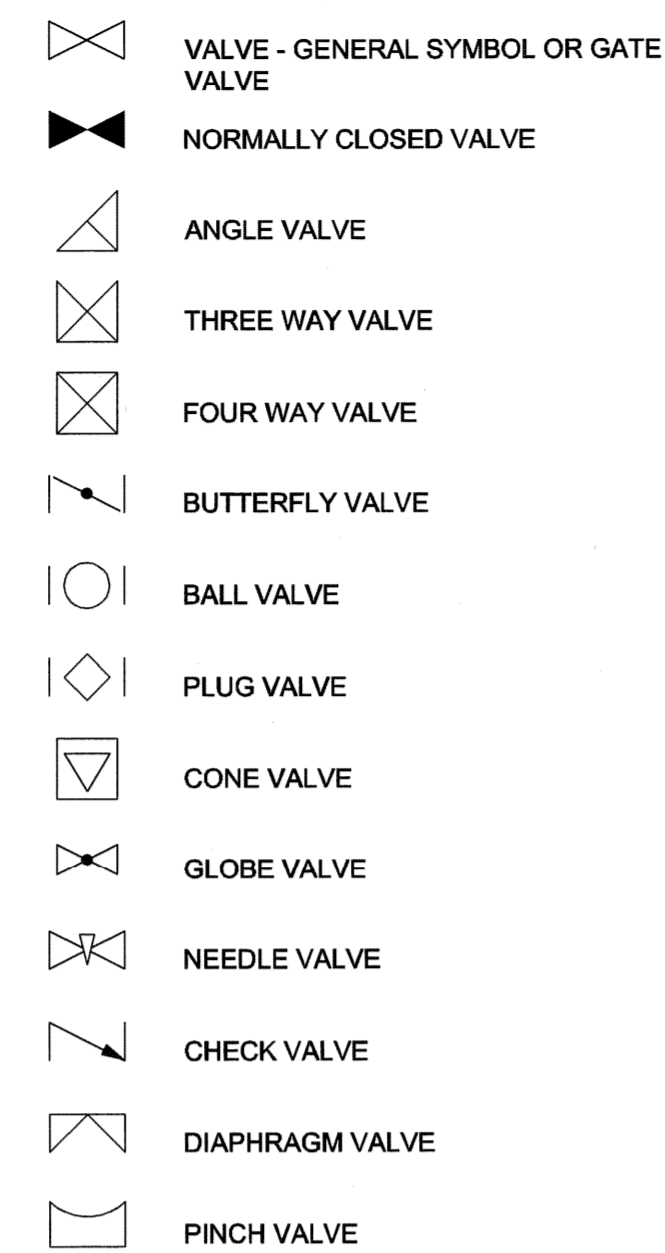 VALVE - GENERAL SYMBOL OR GATE
VALVE
NORMALLY CLOSED VALVE
ANGLE VALVE
THREE WAY VALVE
FOUR WAY VALVE
BUTTERFLY VALVE
BALL VALVE
PLUG VALVE
CONE VALVE
GLOBE VALVE
NEEDLE VALVE
CHECK VALVE
DIAPHRAGM VALVE
PINCH VALVE